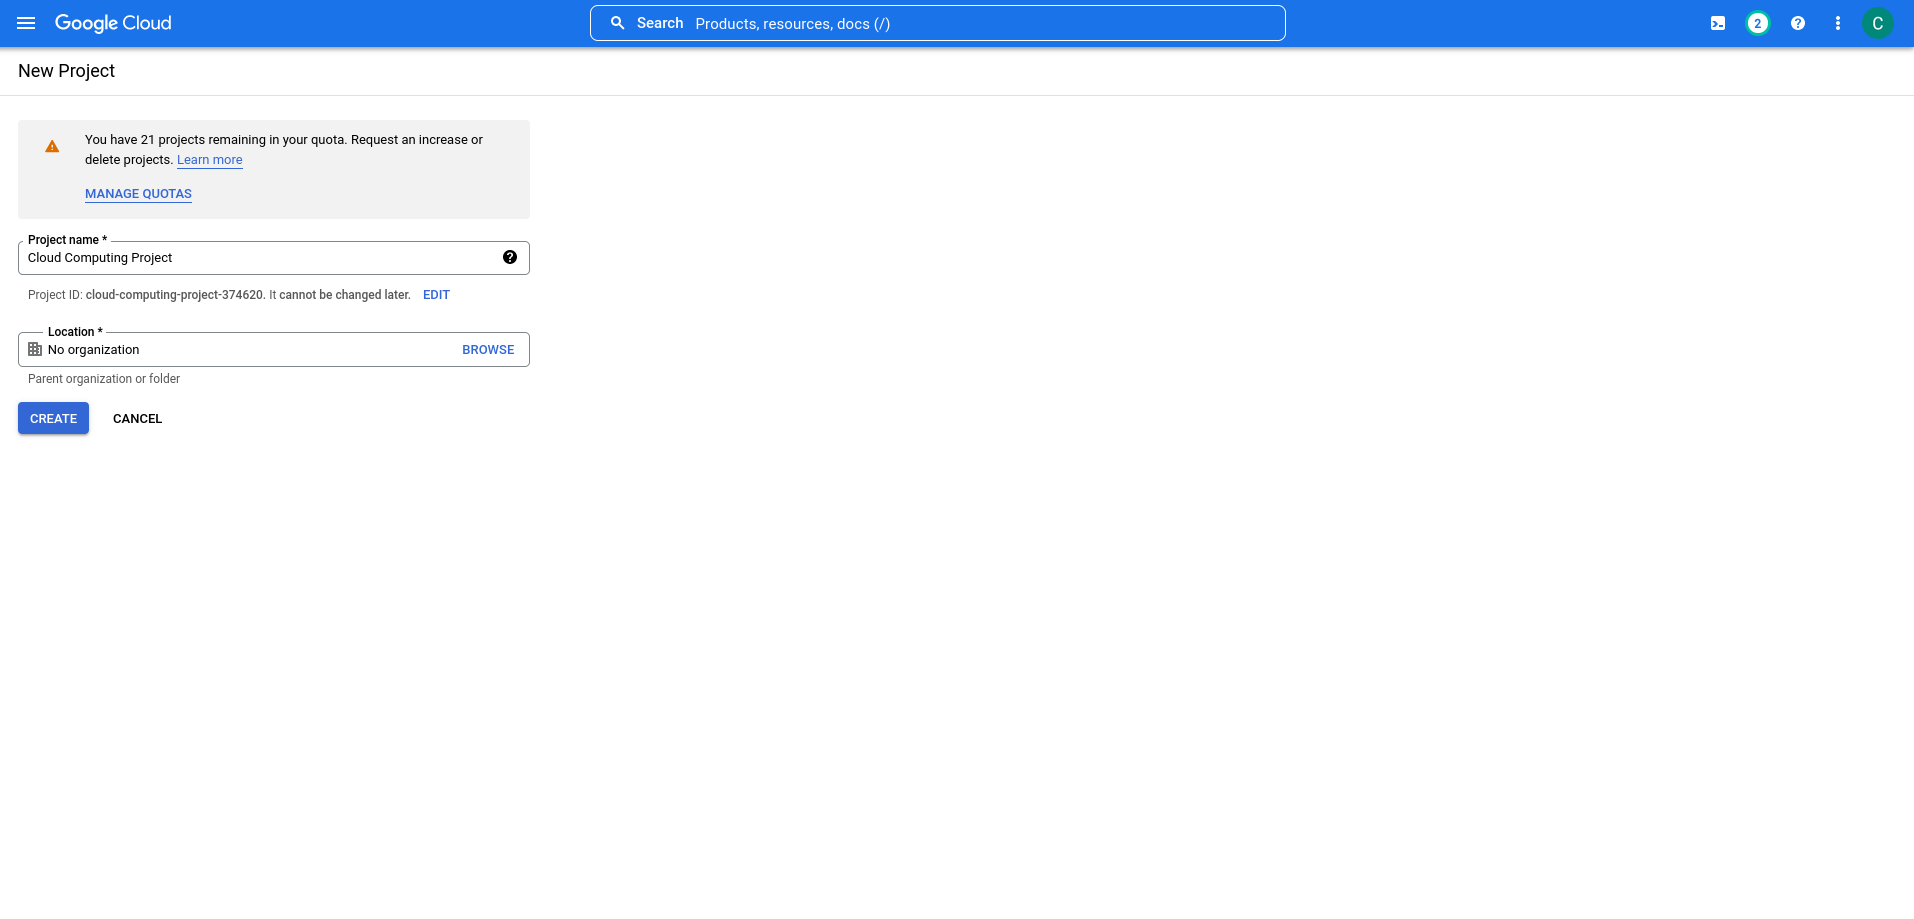 Google Cloud
Search Products, resources, docs (/)
2
C
New Project
You have 21 projects remaining in your quota. Request an increase or
delete projects. Learn more
MANAGE QUOTAS
Project name *
Cloud Computing Project
Project ID: cloud-computing-project-374620. It cannot be changed later. EDIT
Location *
No organization BROWSE
Parent organization or folder
CREATE CANCEL